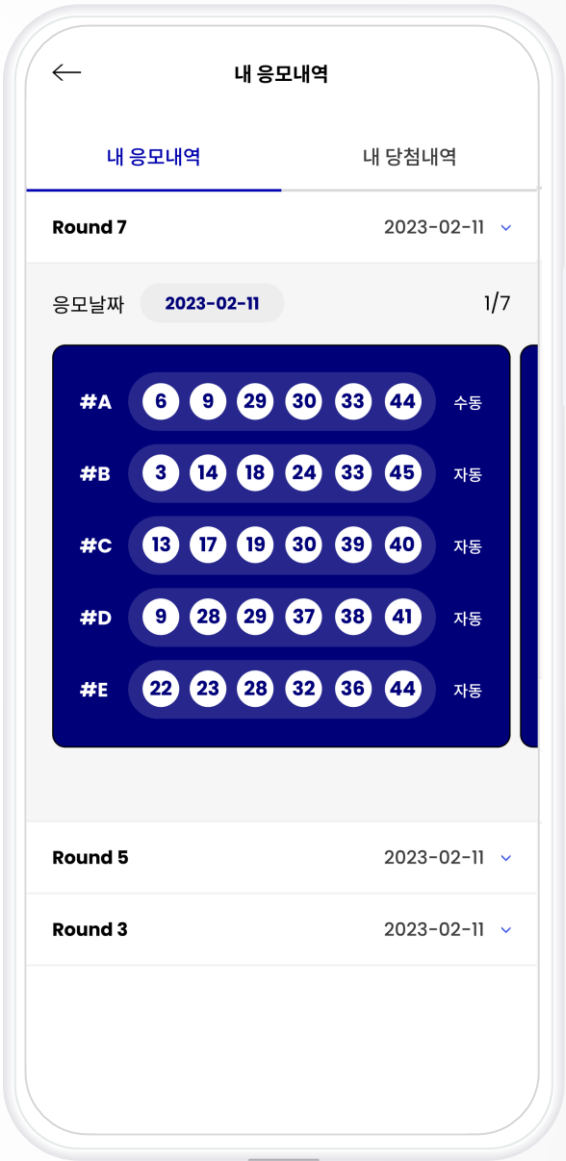 내 응모내역
내 응모내역 내 당첨내역
Round 7 2023-02-11
응모날짜 2023-02-11 1/7
#A 6 9 29 30 33 44 수동
#B 3 14 18 24 33 45 자동
#C 13 17 19 30 39 40 자동
#D 9 28 29 37 38 41 자동
#E 22 23 28 32 36 44 자동
Round 5 2023-02-11
Round 3 2023-02-11